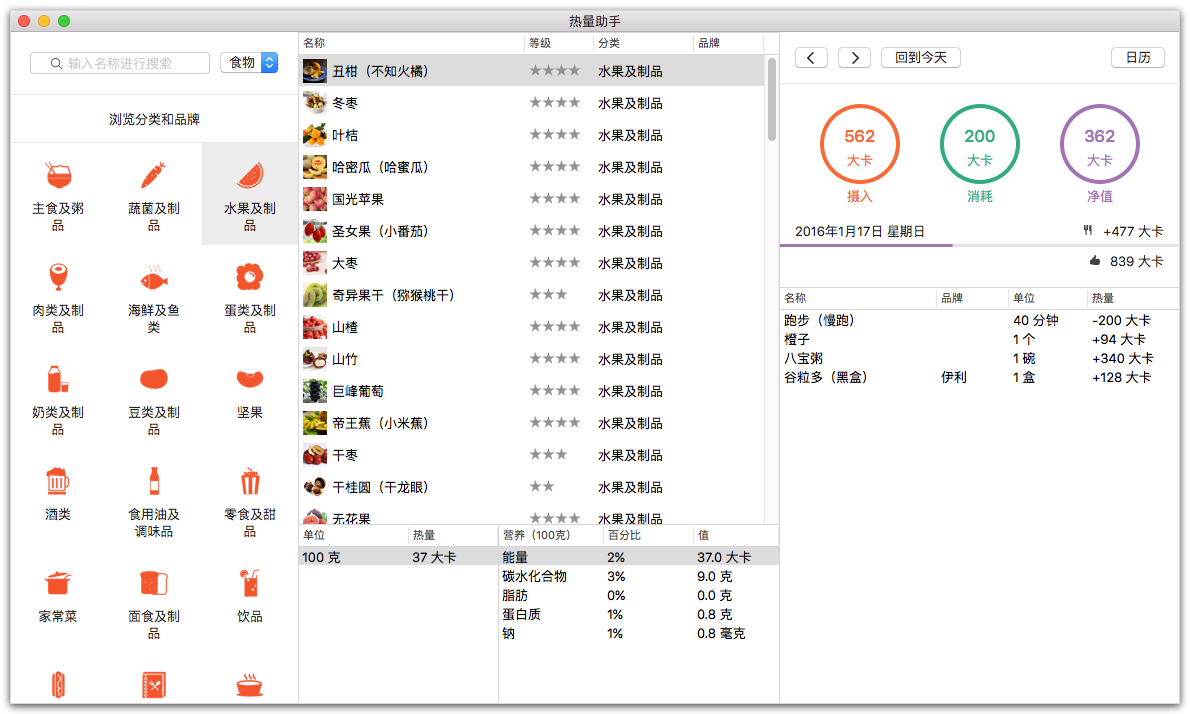 热量助手
输入名称进行搜索
食物
浏览分类和品牌
主食及粥
品
蔬菌及制
品
水果及制
品
肉类及制
品
海鲜及鱼
类
蛋类及制
品
奶类及制
品
豆类及制
品
坚果
酒类
食用油及
调味品
零食及甜
品
家常菜
面食及制
品
饮品
名称 等级 分类 品牌
丑柑（不知火橘） ★★★★ 水果及制品
冬枣 ★★★★ 水果及制品
叶桔 ★★★★ 水果及制品
哈密瓜（哈蜜瓜） ★★★★ 水果及制品
国光苹果 ★★★★ 水果及制品
圣女果（小番茄） ★★★★ 水果及制品
大枣 ★★★★ 水果及制品
奇异果干（猕猴桃干） ★★★ 水果及制品
山楂 ★★★★ 水果及制品
山竹 ★★★★ 水果及制品
巨峰葡萄 ★★★★ 水果及制品
帝王蕉（小米蕉） ★★★★ 水果及制品
干枣 ★★★ 水果及制品
干桂圆（干龙眼） ★★ 水果及制品
无花果 ★★★★ 水果及制品
单位 热量
100 克 37 大卡
营养（100克） 百分比 值
能量 2% 37.0 大卡
碳水化合物 3% 9.0 克
脂肪 0% 0.0 克
蛋白质 1% 0.8 克
钠 1% 0.8 毫克
回到今天
日历
562
大卡
摄入
200
大卡
消耗
362
大卡
净值
2016年1月17日 星期日 +477 大卡
839 大卡
名称 品牌 单位 热量
跑步（慢跑） 40 分钟 -200 大卡
橙子 1 个 +94 大卡
八宝粥 1 碗 +340 大卡
谷粒多（黑盒） 伊利 1 盒 +128 大卡